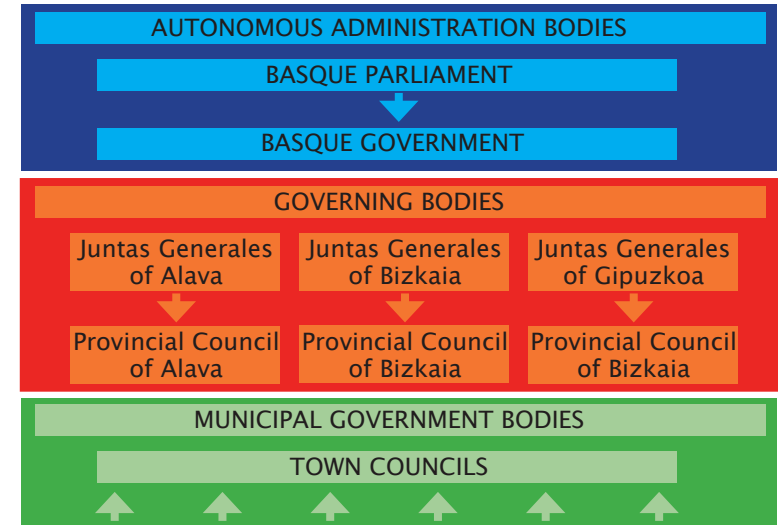 AUTONOMOUS ADMINISTRATION BODIES
BASQUE PARLIAMENT
BASQUE GOVERNMENT
GOVERNING BODIES
Juntas Generales
of Alava
Juntas Generales
of Bizkaia
Juntas Generales
of Gipuzkoa
Provincial Council
of Alava
Provincial Council
of Bizkaia
Provincial Council
of Bizkaia
MUNICIPAL GOVERNMENT BODIES
TOWN COUNCILS